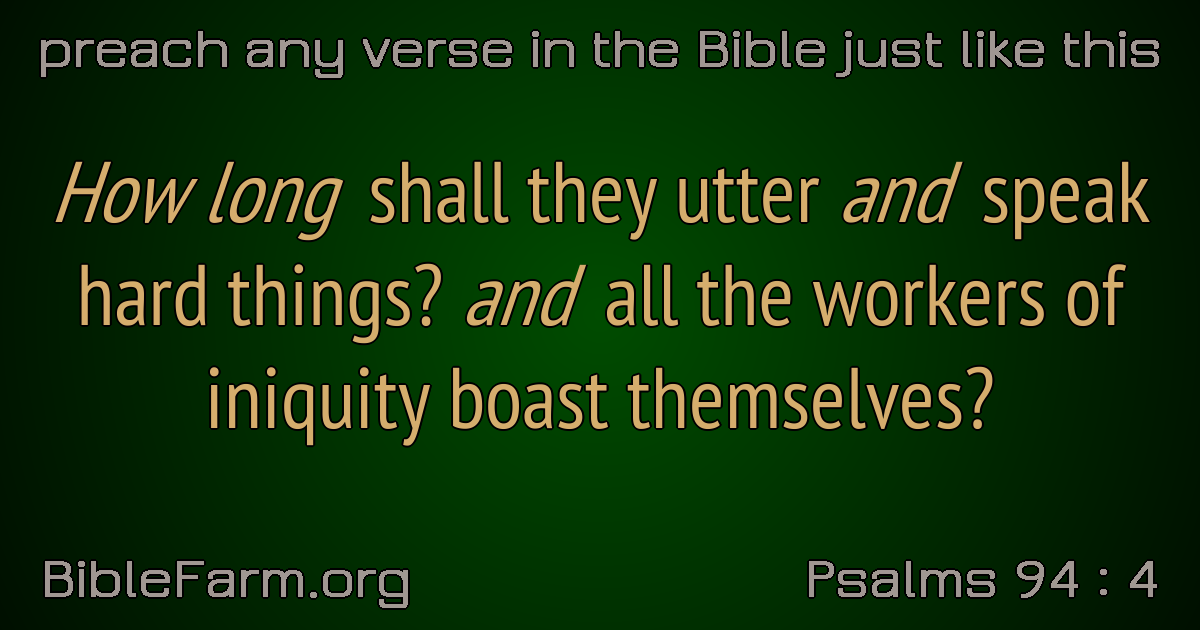 preach any verse in the Bible just like this
How long shall they utter and speak
hard things? and all the workers of
iniquity boast themselves?
BibleFarm.org
Psalms 94 : 4